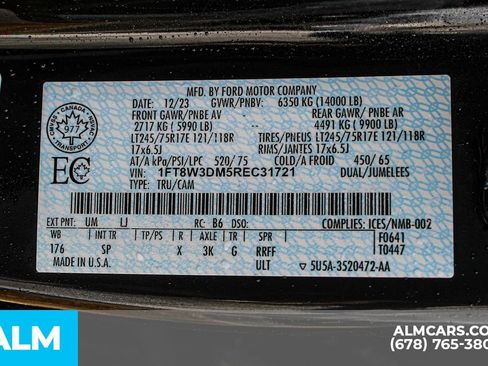 MFD. BY FORD MOTOR COMPANY
12/23 GVWR/PNBV: 6350 KG (14000 LB)
FRONT GAWR/PNBE AV REAR GAWR/PNBE AR
2717 KG ( 5990 LB) 4491 KG ( 9900 LB)
LT245/75R17E 121/118R TIRES/PNEUS LT245/75R17E 121/118R
17x6.5J RIMS/JANTES 17x6.5J
AT/A kPa/PSI/LPC 520/75 COLD/A FROID 450/65
VIN: 1FT8W3DM5REC31721 DUAL/JUMELEES
TYPE: TRUCK/CAM
CANADA
977
EC
EXT PNT: UM LJ RC: B6 DSO: COMPLIES: ICES/NMB-002
WB INT TR TP/PS R AXLE TR SPR F0641
176 SP X 3K G RRFF T0447
MADE IN U.S.A. ULT 5U5A-3520472-AA
ALM
ALMCARS.CO
(678) 765-380